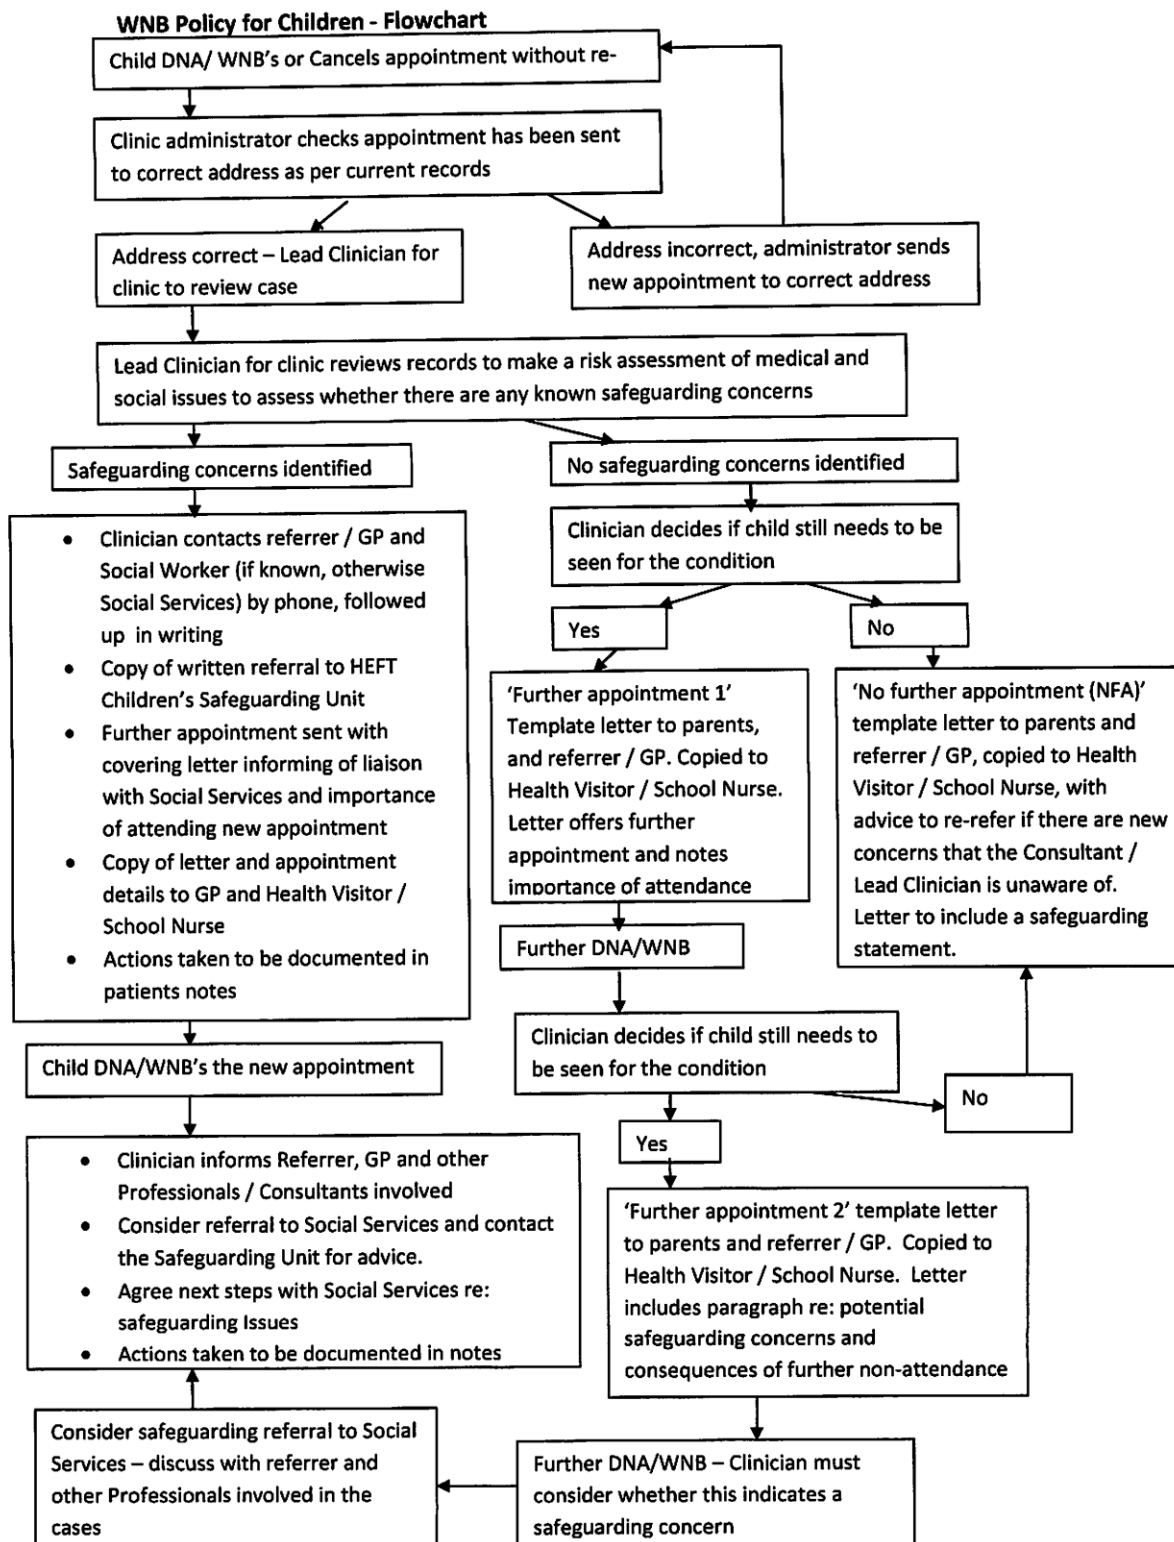 WNB Policy for Children - Flowchart
Child DNA/ WNB's or Cancels appointment without re-
Clinic administrator checks appointment has been sent
to correct address as per current records
Address correct – Lead Clinician for
clinic to review case
Address incorrect, administrator sends
new appointment to correct address
Lead Clinician for clinic reviews records to make a risk assessment of medical and
social issues to assess whether there are any known safeguarding concerns
Safeguarding concerns identified
No safeguarding concerns identified
• Clinician contacts referrer / GP and
Social Worker (if known, otherwise
Social Services) by phone, followed
up in writing
• Copy of written referral to HEFT
Children's Safeguarding Unit
• Further appointment sent with
covering letter informing of liaison
with Social Services and importance
of attending new appointment
• Copy of letter and appointment
details to GP and Health Visitor /
School Nurse
• Actions taken to be documented in
patients notes
Clinician decides if child still needs to be
seen for the condition
Yes
No
'Further appointment 1'
Template letter to parents,
and referrer / GP. Copied to
Health Visitor / School Nurse.
Letter offers further
appointment and notes
importance of attendance
'No further appointment (NFA)'
template letter to parents and
referrer / GP, copied to Health
Visitor / School Nurse, with
advice to re-refer if there are new
concerns that the Consultant /
Lead Clinician is unaware of.
Letter to include a safeguarding
statement.
Further DNA/WNB
Clinician decides if child still needs to
be seen for the condition
No
Yes
Child DNA/WNB's the new appointment
• Clinician informs Referrer, GP and other
Professionals / Consultants involved
• Consider referral to Social Services and contact
the Safeguarding Unit for advice.
• Agree next steps with Social Services re:
safeguarding Issues
• Actions taken to be documented in notes
'Further appointment 2' template letter
to parents and referrer / GP. Copied to
Health Visitor / School Nurse. Letter
includes paragraph re: potential
safeguarding concerns and
consequences of further non-attendance
Further DNA/WNB – Clinician must
consider whether this indicates a
safeguarding concern
Consider safeguarding referral to Social
Services – discuss with referrer and
other Professionals involved in the
cases